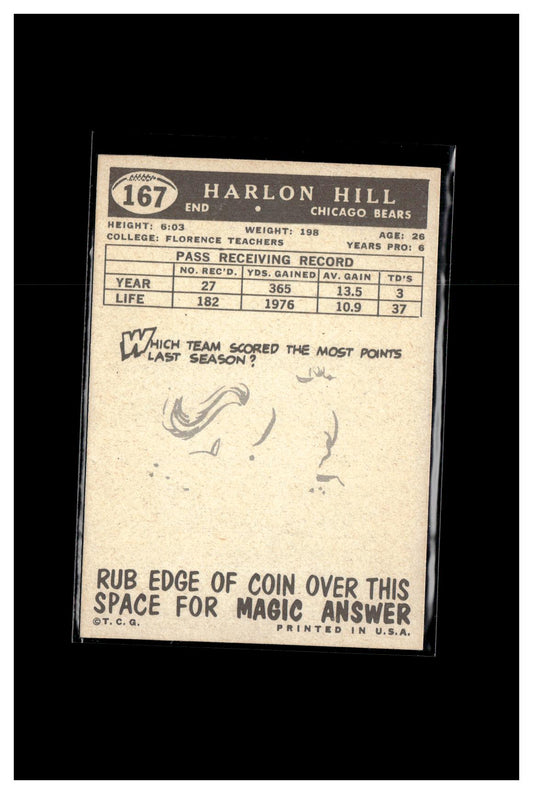 167
HARLON HILL
END • CHICAGO BEARS
HEIGHT: 6:03 WEIGHT: 198 AGE: 26
COLLEGE: FLORENCE TEACHERS YEARS PRO: 6
PASS RECEIVING RECORD
NO. REC'D. YDS. GAINED AV. GAIN TD'S
YEAR 27 365 13.5 3
LIFE 182 1976 10.9 37
WHICH TEAM SCORED THE MOST POINTS
LAST SEASON?
RUB EDGE OF COIN OVER THIS
SPACE FOR MAGIC ANSWER
©T. C. G. PRINTED IN U.S.A.